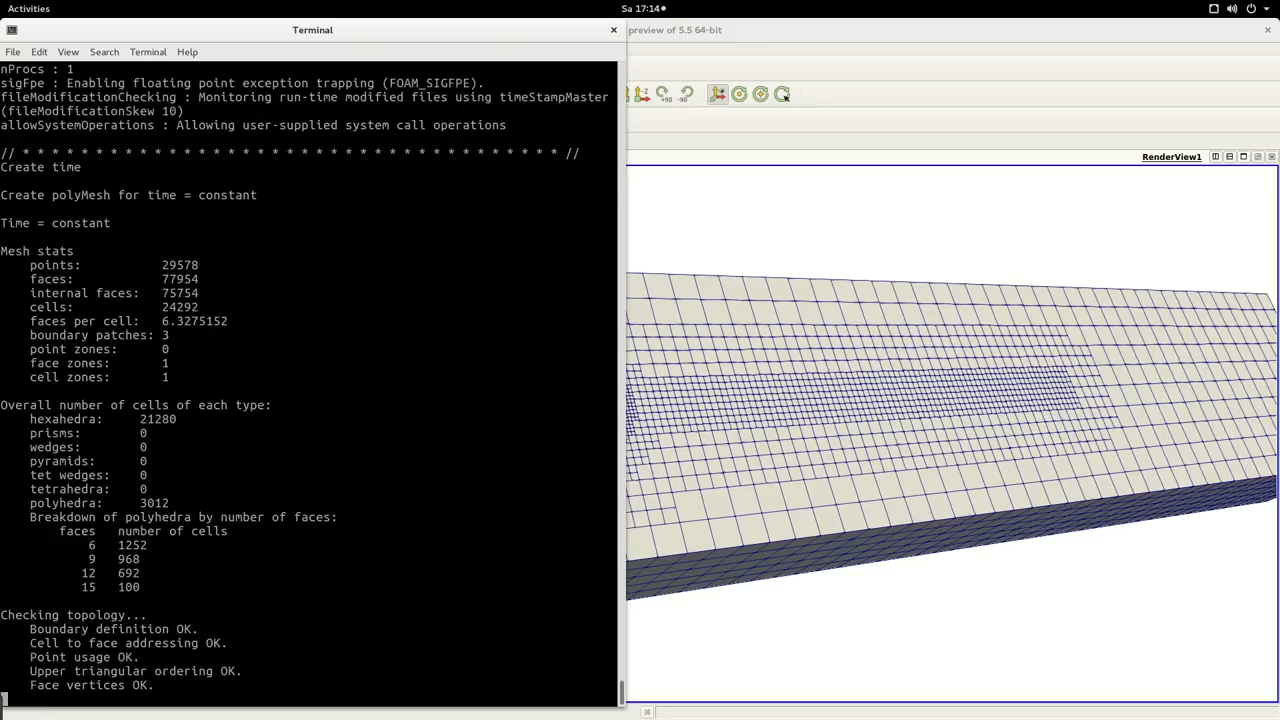 Activities
Sa 17:14
Terminal
preview of 5.5 64-bit
File Edit View Search Terminal Help
nProcs : 1
sigFpe : Enabling floating point exception trapping (FOAM_SIGFPE).
fileModificationChecking : Monitoring run-time modified files using timeStampMaster
(fileModificationSkew 10)
allowSystemOperations : Allowing user-supplied system call operations
// * * * * * * * * * * * * * * * * * * * * * * * * * * * * * * * * * * * * * //
Create time
Create polyMesh for time = constant
Time = constant
Mesh stats
points: 29578
faces: 77954
internal faces: 75754
cells: 24292
faces per cell: 6.3275152
boundary patches: 3
point zones: 0
face zones: 1
cell zones: 1
Overall number of cells of each type:
hexahedra: 21280
prisms: 0
wedges: 0
pyramids: 0
tet wedges: 0
tetrahedra: 0
polyhedra: 3012
Breakdown of polyhedra by number of faces:
faces number of cells
6 1252
9 968
12 692
15 100
Checking topology...
Boundary definition OK.
Cell to face addressing OK.
Point usage OK.
Upper triangular ordering OK.
Face vertices OK.
-Z +90 -90
RenderView1